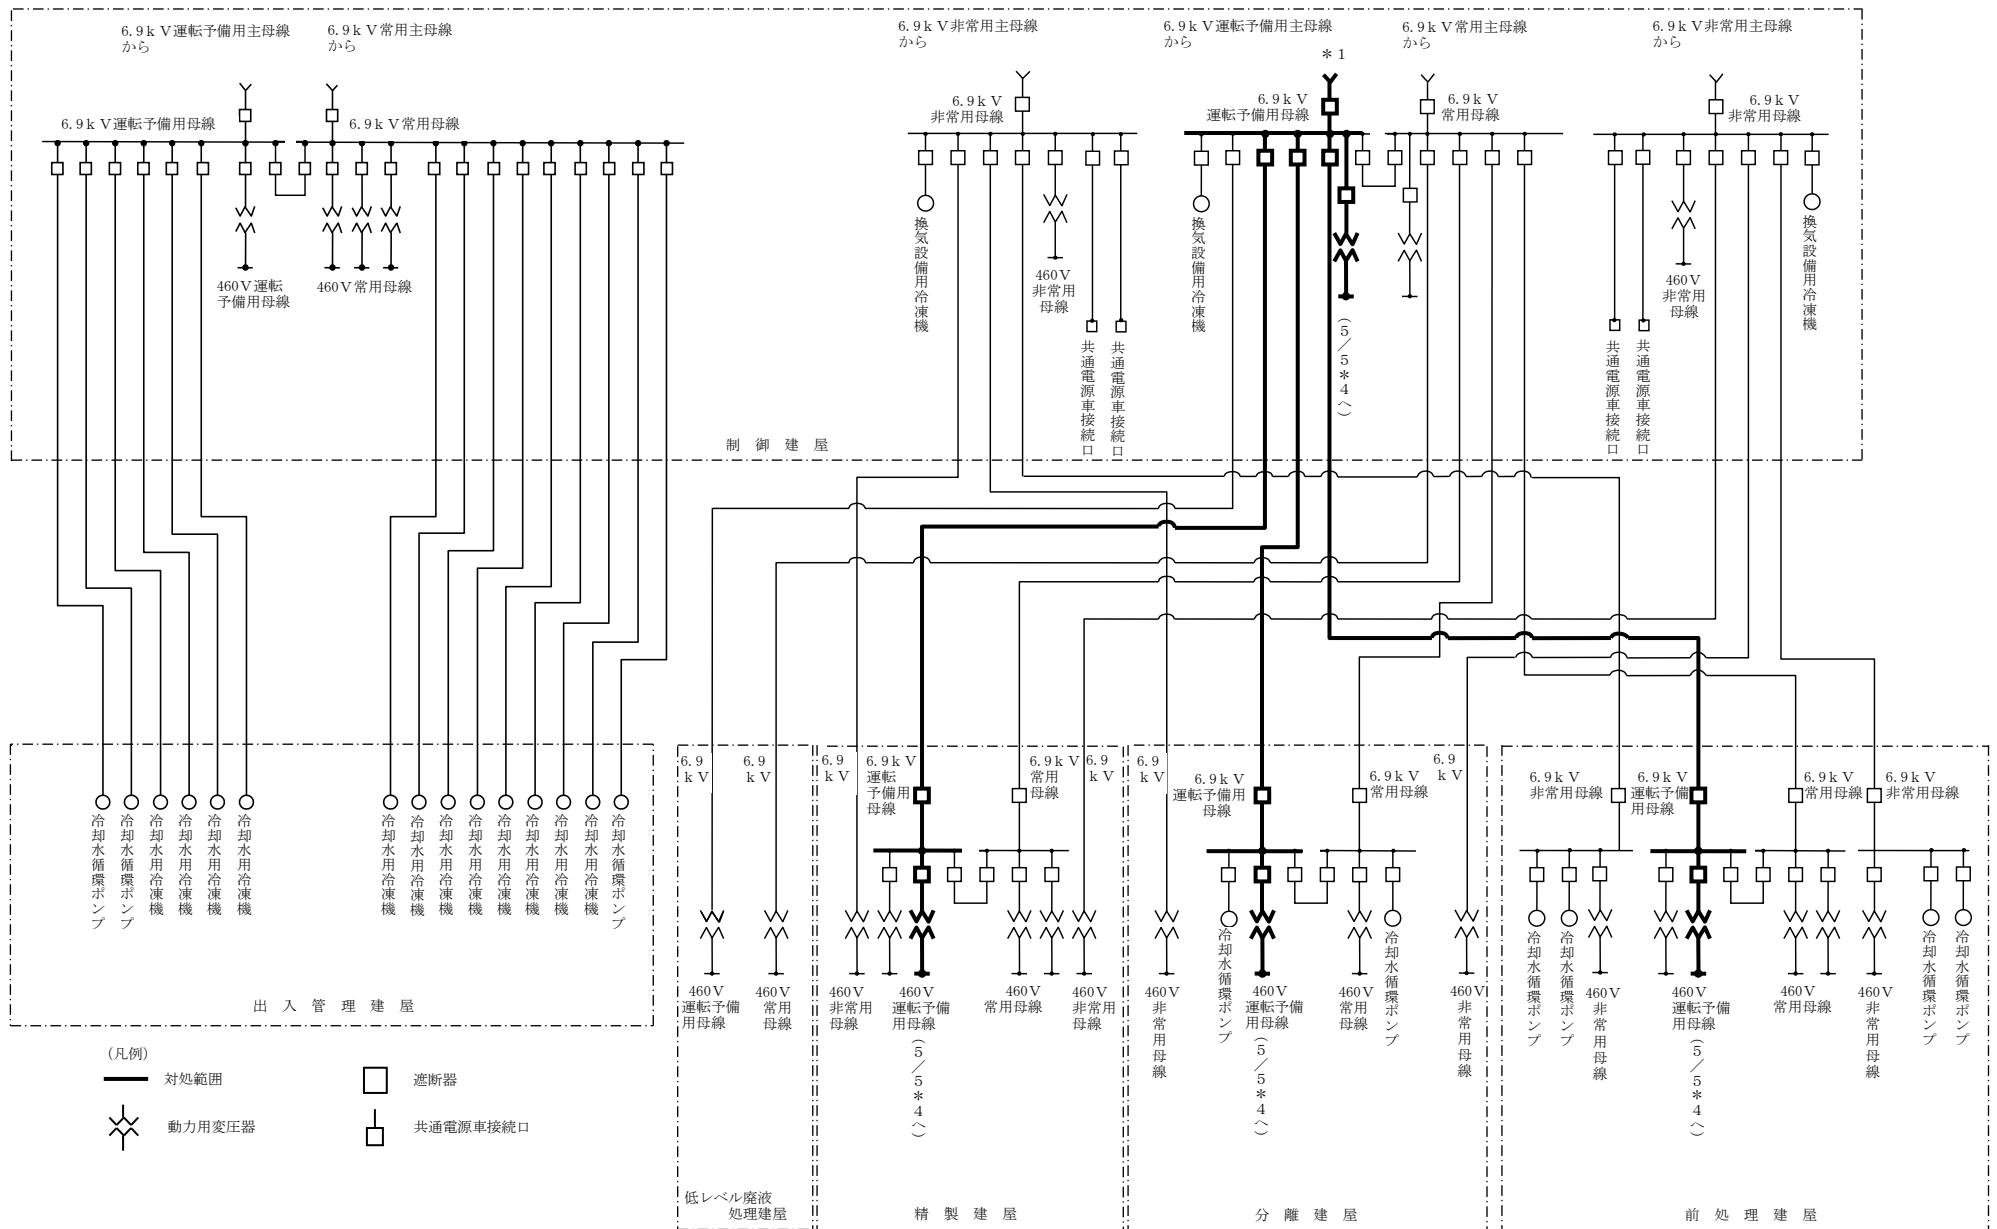 6.9ｋＶ運転予備用主母線
から
6.9ｋＶ常用主母線
から
6.9ｋＶ非常用主母線
から
6.9ｋＶ運転予備用主母線
から
＊1
6.9ｋＶ常用主母線
から
6.9ｋＶ非常用主母線
から
6.9ｋＶ運転予備用母線
6.9ｋＶ常用母線
6.9ｋＶ
非常用母線
6.9ｋＶ
運転予備用母線
6.9ｋＶ
常用母線
6.9ｋＶ
非常用母線
460Ｖ運転
予備用母線
460Ｖ常用母線
換気設備用冷凍機
460Ｖ
非常用
母線
共通電源車接続口
共通電源車接続口
換気設備用冷凍機
（5／5＊4へ）
460Ｖ
非常用
母線
共通電源車接続口
共通電源車接続口
換気設備用冷凍機
制御建屋
冷却水循環ポンプ
冷却水循環ポンプ
冷却水用冷凍機
冷却水用冷凍機
冷却水用冷凍機
冷却水用冷凍機
冷却水用冷凍機
冷却水用冷凍機
冷却水用冷凍機
冷却水用冷凍機
冷却水用冷凍機
冷却水用冷凍機
冷却水用冷凍機
冷却水用冷凍機
冷却水循環ポンプ
出入管理建屋
6.9
ｋＶ
6.9
ｋＶ
460Ｖ
運転予備
用母線
460Ｖ
常用
母線
低レベル廃液
処理建屋
6.9
ｋＶ
6.9ｋＶ
運転
予備用
母線
6.9ｋＶ
常用
母線
6.9
ｋＶ
460Ｖ
非常用
母線
460Ｖ
運転予備
用母線
（5／5＊4へ）
460Ｖ
常用母線
460Ｖ
非常用
母線
精製建屋
6.9
ｋＶ
6.9ｋＶ
運転予備用
母線
6.9ｋＶ
常用母線
6.9
ｋＶ
460Ｖ
非常用母線
冷却水循環ポンプ
460Ｖ
運転予備
用母線
（5／5＊4へ）
460Ｖ
常用
母線
冷却水循環ポンプ
460Ｖ
非常用母線
分離建屋
6.9ｋＶ
非常用母線
6.9ｋＶ
運転予備
用母線
6.9ｋＶ
常用母線
6.9ｋＶ
非常用母線
冷却水循環ポンプ
冷却水循環ポンプ
460Ｖ
非常用母線
460Ｖ
運転予備
用母線
（5／5＊4へ）
460Ｖ
常用母線
460Ｖ
非常用母線
冷却水循環ポンプ
冷却水循環ポンプ
前処理建屋
（凡例）
対処範囲
遮断器
動力用変圧器
共通電源車接続口